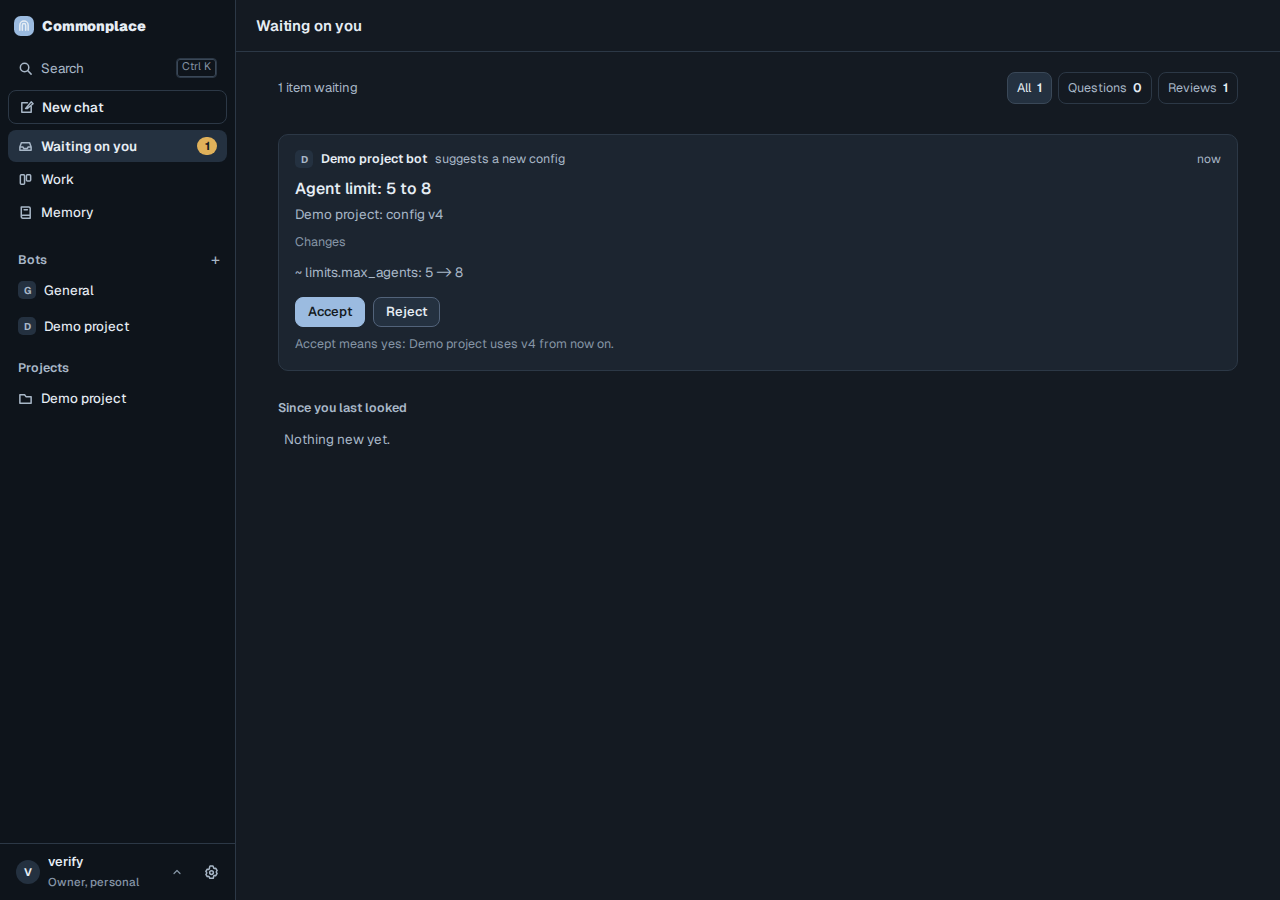 Commonplace
Search Ctrl K
New chat
Waiting on you 1
Work
Memory
Bots +
G General
D Demo project
Projects
Demo project
V verify
Owner, personal
Waiting on you
1 item waiting
All 1 Questions 0 Reviews 1
D Demo project bot suggests a new config now
Agent limit: 5 to 8
Demo project: config v4
Changes
~ limits.max_agents: 5 -> 8
Accept Reject
Accept means yes: Demo project uses v4 from now on.
Since you last looked
Nothing new yet.